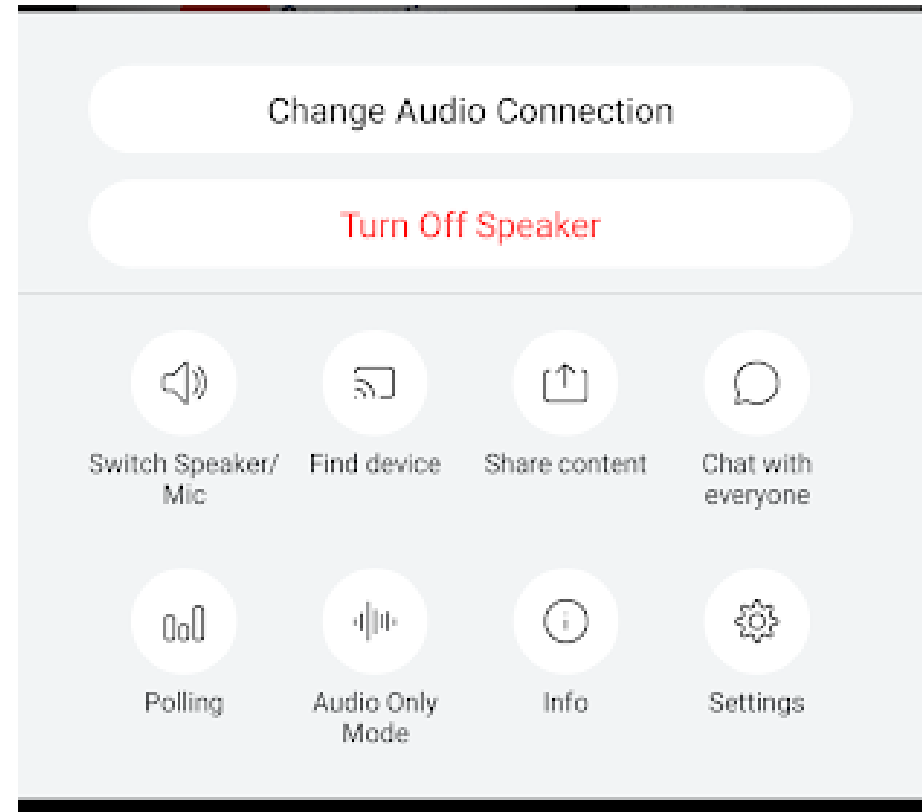 Change Audio Connection
Turn Off Speaker
Switch Speaker/
Mic
Find device
Share content
Chat with
everyone
Polling
Audio Only
Mode
Info
Settings